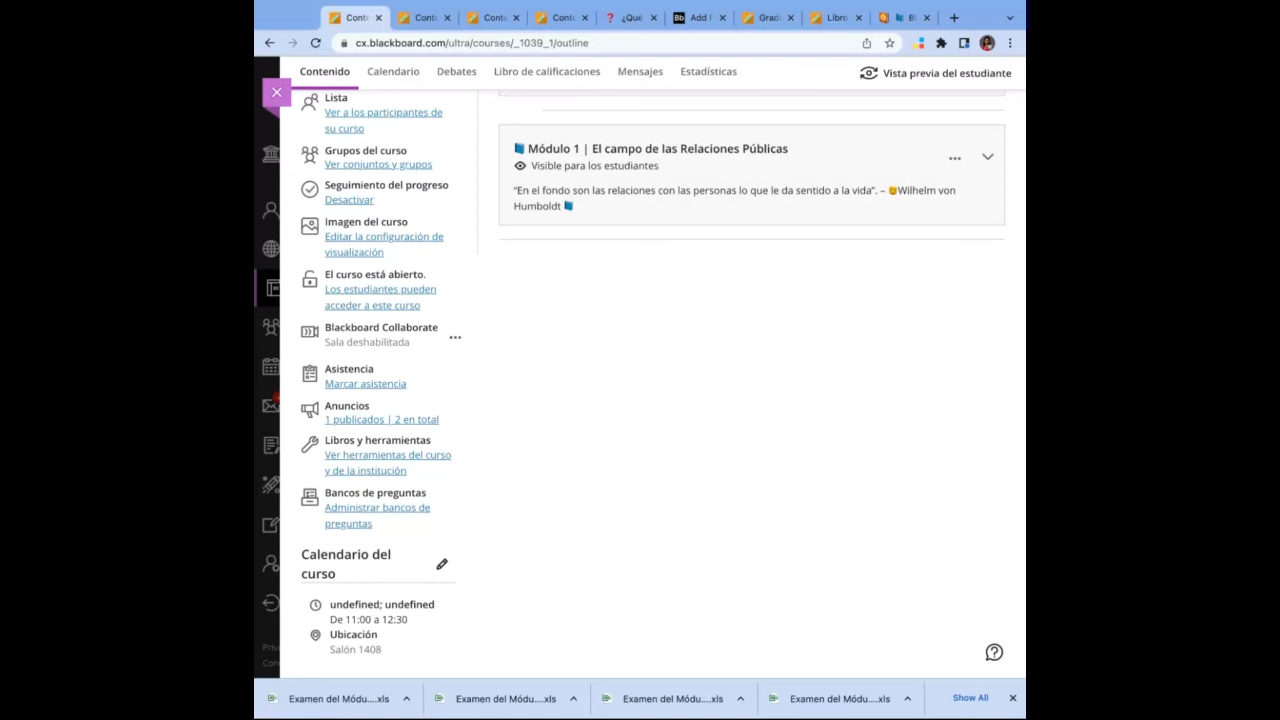 Conte
Conte
Conte
Conte
¿Qué
Add I
Grad
Libro
cx.blackboard.com/ultra/courses/_1039_1/outline
Contenido
Calendario
Debates
Libro de calificaciones
Mensajes
Estadísticas
Vista previa del estudiante
Lista
Ver a los participantes de
su curso
Grupos del curso
Ver conjuntos y grupos
Seguimiento del progreso
Desactivar
Imagen del curso
Editar la configuración de
visualización
El curso está abierto.
Los estudiantes pueden
acceder a este curso
Blackboard Collaborate
Sala deshabilitada
Asistencia
Marcar asistencia
Anuncios
1 publicados | 2 en total
Libros y herramientas
Ver herramientas del curso
y de la institución
Bancos de preguntas
Administrar bancos de
preguntas
Calendario del
curso
undefined; undefined
De 11:00 a 12:30
Ubicación
Salón 1408
Módulo 1 | El campo de las Relaciones Públicas
Visible para los estudiantes
"En el fondo son las relaciones con las personas lo que le da sentido a la vida". – Wilhelm von
Humboldt
Examen del Módu....xls
Examen del Módu....xls
Examen del Módu....xls
Examen del Módu....xls
Show All